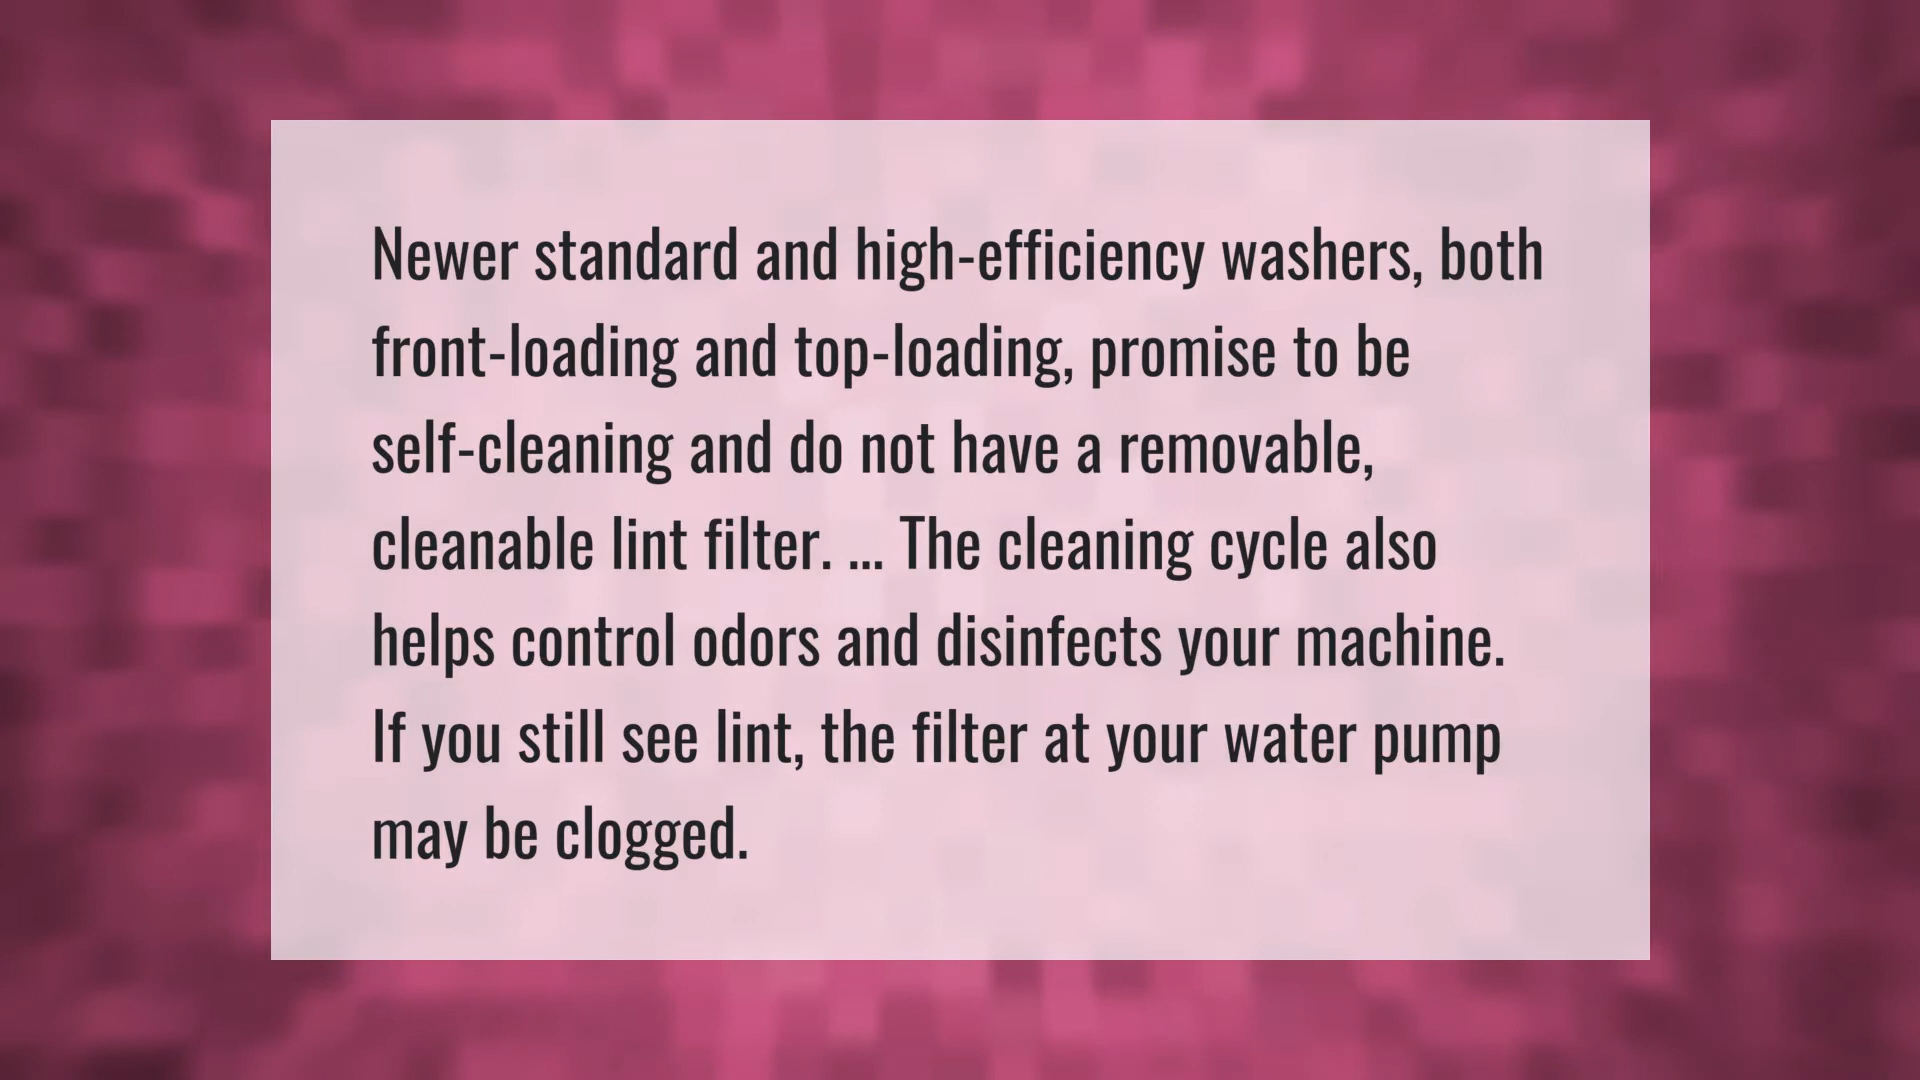 Newer standard and high-efficiency washers, both
front-loading and top-loading, promise to be
self-cleaning and do not have a removable,
cleanable lint filter. ... The cleaning cycle also
helps control odors and disinfects your machine.
If you still see lint, the filter at your water pump
may be clogged.